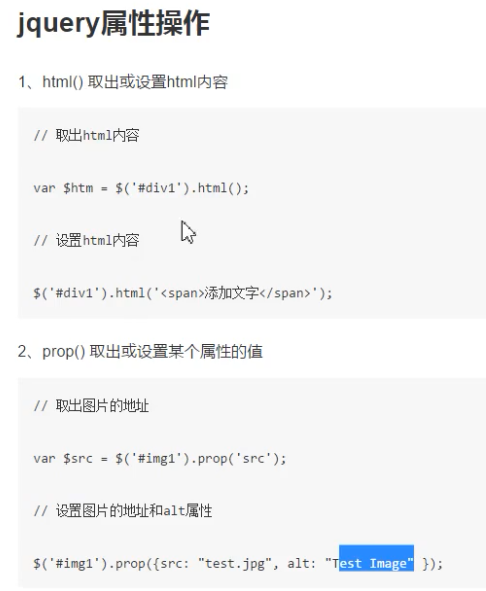 jquery属性操作
1、html() 取出或设置html内容
// 取出html内容
var $htm = $('#div1').html();
// 设置html内容
$('#div1').html('<span>添加文字</span>');
2、prop() 取出或设置某个属性的值
// 取出图片的地址
var $src = $('#img1').prop('src');
// 设置图片的地址和alt属性
$('#img1').prop({src: "test.jpg", alt: "Test Image" });